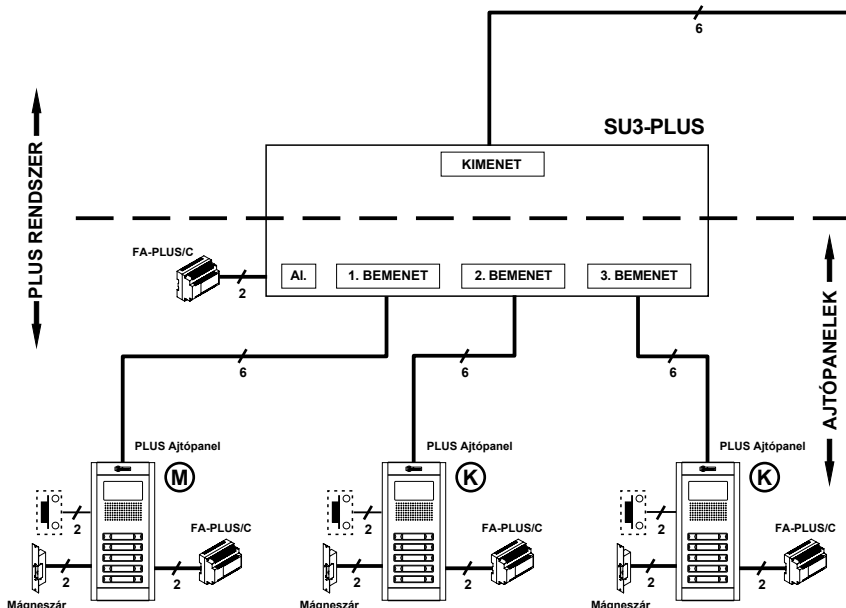 6
SU3-PLUS
KIMENET
PLUS RENDSZER
FA-PLUS/C
2
AI.
1. BEMENET
2. BEMENET
3. BEMENET
AJTÓPANELEK
6
6
6
PLUS Ajtópanel
PLUS Ajtópanel
PLUS Ajtópanel
M
K
K
2
FA-PLUS/C
2
FA-PLUS/C
2
FA-PLUS/C
2
2
2
2
2
2
Mágneszár
Mágneszár
Mágneszár